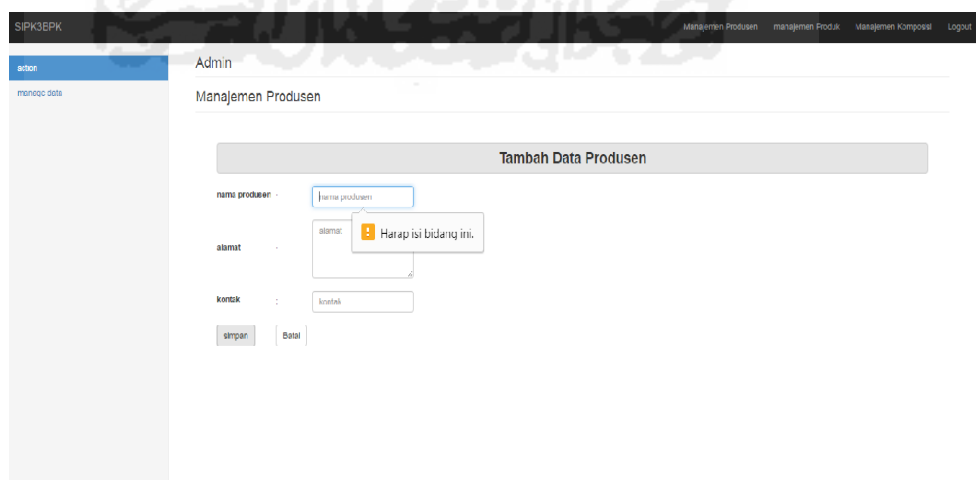 SIPK3BPK
Manajemen Produsen manajemen Produk Manajemen Komposisi Logout
action
manage data
Admin
Manajemen Produsen
Tambah Data Produsen
nama produsen : nama produsen
Harap isi bidang ini.
alamat : alamat
kontak : kontak
simpan Batal